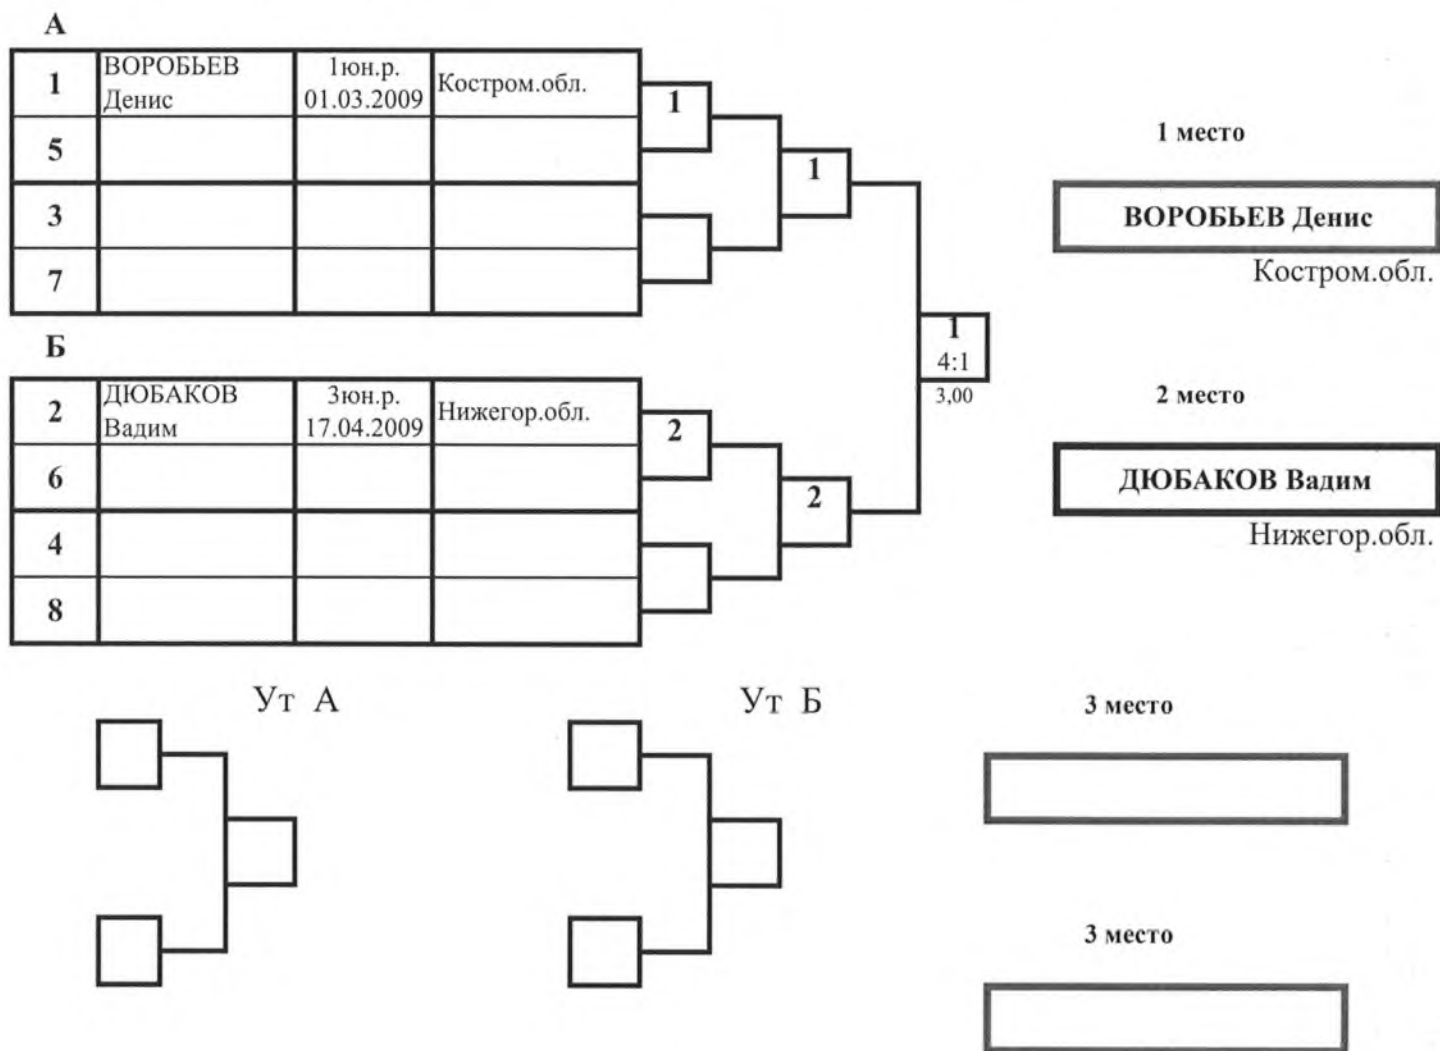 А
1 ВОРОБЬЕВ Денис 1юн.р. 01.03.2009 Костром.обл.
5
3
7
1
1
Б
2 ДЮБАКОВ Вадим 3юн.р. 17.04.2009 Нижегор.обл.
6
4
8
2
2
1
4:1
3,00
1 место
ВОРОБЬЕВ Денис
Костром.обл.
2 место
ДЮБАКОВ Вадим
Нижегор.обл.
Ут А
Ут Б
3 место
3 место